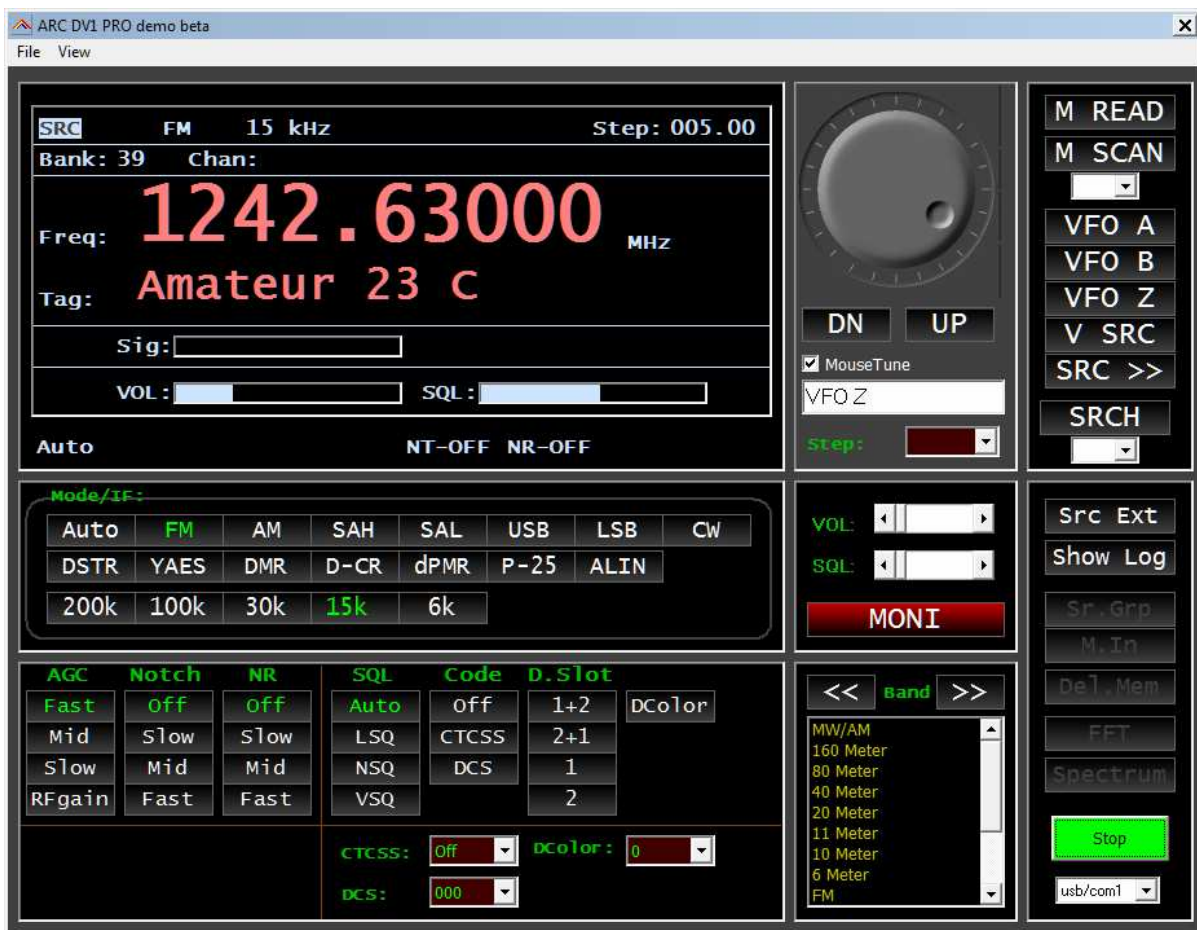 ARC DV1 PRO demo beta
File View
SRC FM 15 kHz Step: 005.00
Bank: 39 Chan:
Freq: 1242.63000 MHz
Tag: Amateur 23 C
Sig:
VOL: SQL:
Auto NT-OFF NR-OFF
DN UP
MouseTune
VFO Z
Step:
M READ
M SCAN
VFO A
VFO B
VFO Z
V SRC
SRC >>
SRCH
Mode/IF:
Auto FM AM SAH SAL USB LSB CW
DSTR YAES DMR D-CR dPMR P-25 ALIN
200k 100k 30k 15k 6k
VOL:
SQL:
MONI
Src Ext
Show Log
Sr.Grp
M.In
Del.Mem
FFT
Spectrum
Stop
usb/com1
AGC Notch NR SQL Code D.Slot
Fast Off Off Auto Off 1+2 DColor
Mid Slow Slow LSQ CTCSS 2+1
Slow Mid Mid NSQ DCS 1
RFgain Fast Fast VSQ 2
CTCSS: Off DColor: 0
DCS: 000
<< Band >>
MW/AM
160 Meter
80 Meter
40 Meter
20 Meter
11 Meter
10 Meter
6 Meter
FM